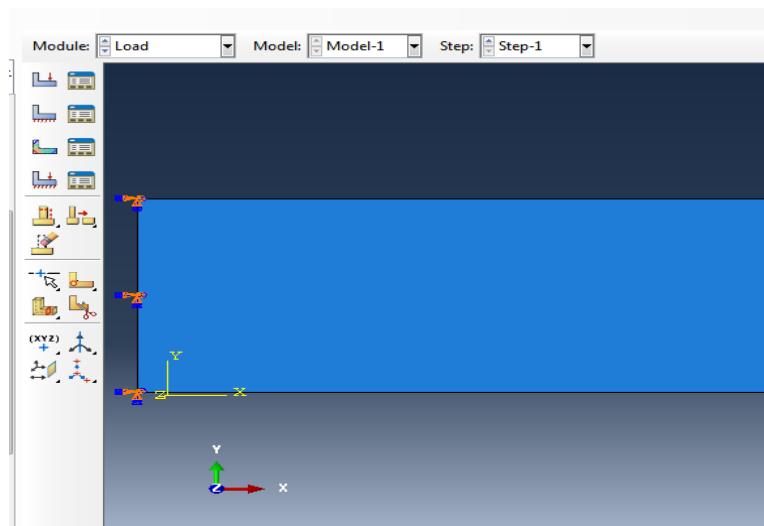 Module: Load Model: Model-1 Step: Step-1
(XYZ)
Y
Z X
Y
Z X